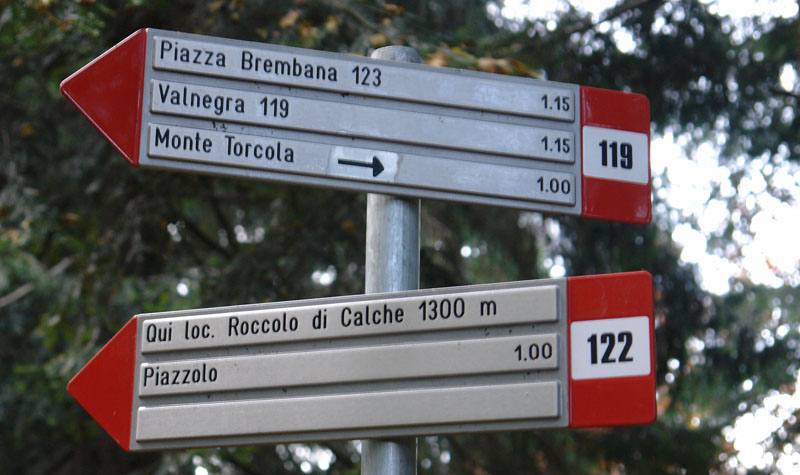 Piazza Brembana 123 1.15
Valnegra 119 1.15
Monte Torcola → 1.00
119
Qui loc. Roccolo di Calche 1300 m
Piazzolo 1.00
122